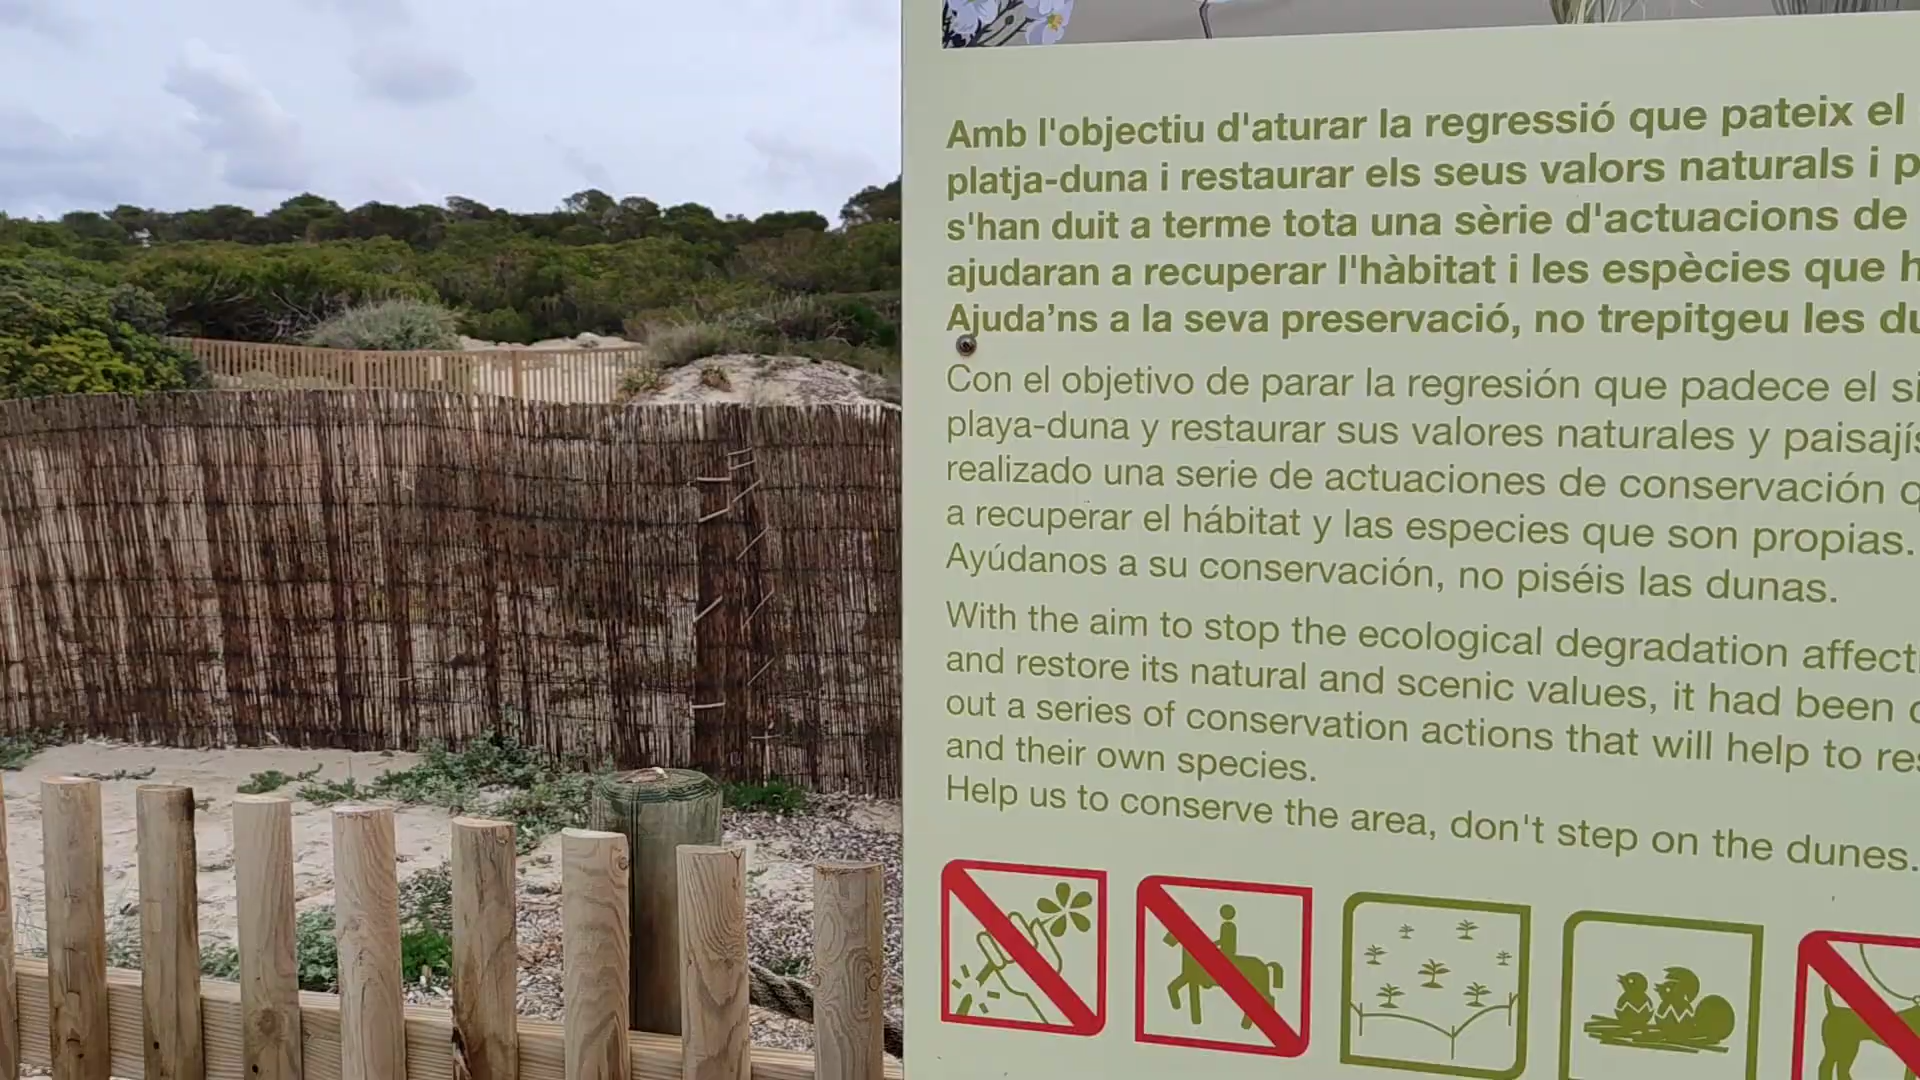 Amb l'objectiu d'aturar la regressió que pateix el
platja-duna i restaurar els seus valors naturals i
s'han duit a terme tota una sèrie d'actuacions de
ajudaran a recuperar l'hàbitat i les espècies que
Ajuda’ns a la seva preservació, no trepitgeu les
Con el objetivo de parar la regresión que padece el
playa-duna y restaurar sus valores naturales y
realizado una serie de actuaciones de conservación
a recuperar el hábitat y las especies que son propias.
Ayúdanos a su conservación, no piséis las dunas.
With the aim to stop the ecological degradation
and restore its natural and scenic values, it had been
out a series of conservation actions that will help to
and their own species.
Help us to conserve the area, don't step on the dunes.